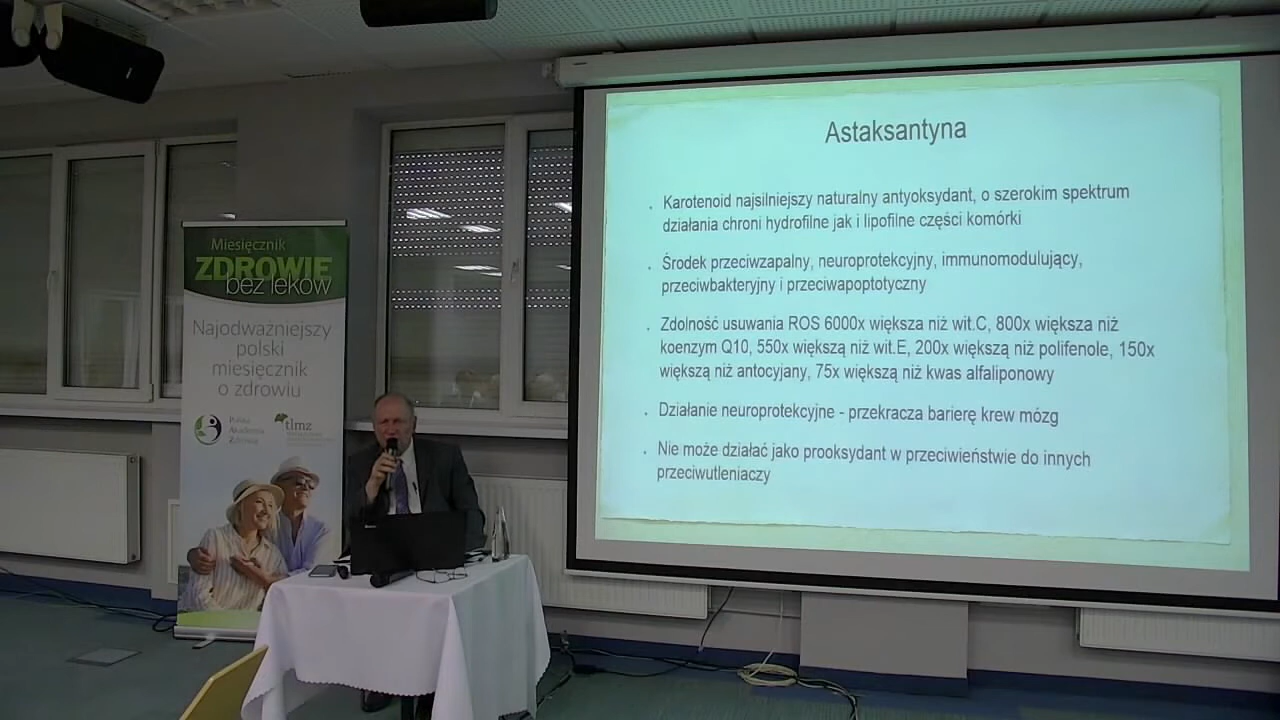 Astaksantyna
Karotenoid najsilniejszy naturalny antyoksydant, o szerokim spektrum
działania chroni hydrofilne jak i lipofilne części komórki
Środek przeciwzapalny, neuroprotekcyjny, immunomodulujący,
przeciwbakteryjny i przeciwapoptotyczny
Zdolność usuwania ROS 6000x większa niż wit.C, 800x większa niż
koenzym Q10, 550x większą niż wit.E, 200x większą niż polifenole, 150x
większą niż antocyjany, 75x większą niż kwas alfaliponowy
Działanie neuroprotekcyjne - przekracza barierę krew mózg
Nie może działać jako prooksydant w przeciwieństwie do innych
przeciwutleniaczy
Miesięcznik
ZDROWIE
bez leków
Najodważniejszy
polski
miesięcznik
o zdrowiu
Polska
Akademia
Zdrowia
tlmz